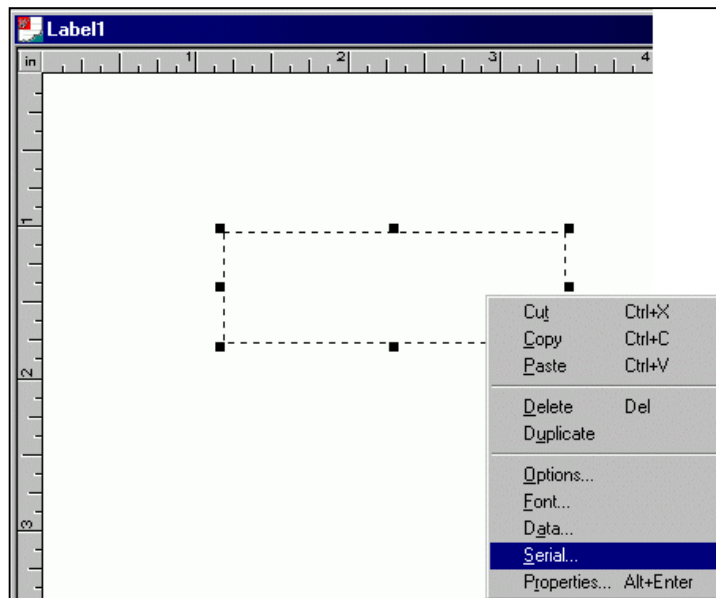 Label1
in 1 2 3 4
1
2
3
Cut Ctrl+X
Copy Ctrl+C
Paste Ctrl+V
Delete Del
Duplicate
Options...
Font...
Data...
Serial...
Properties... Alt+Enter